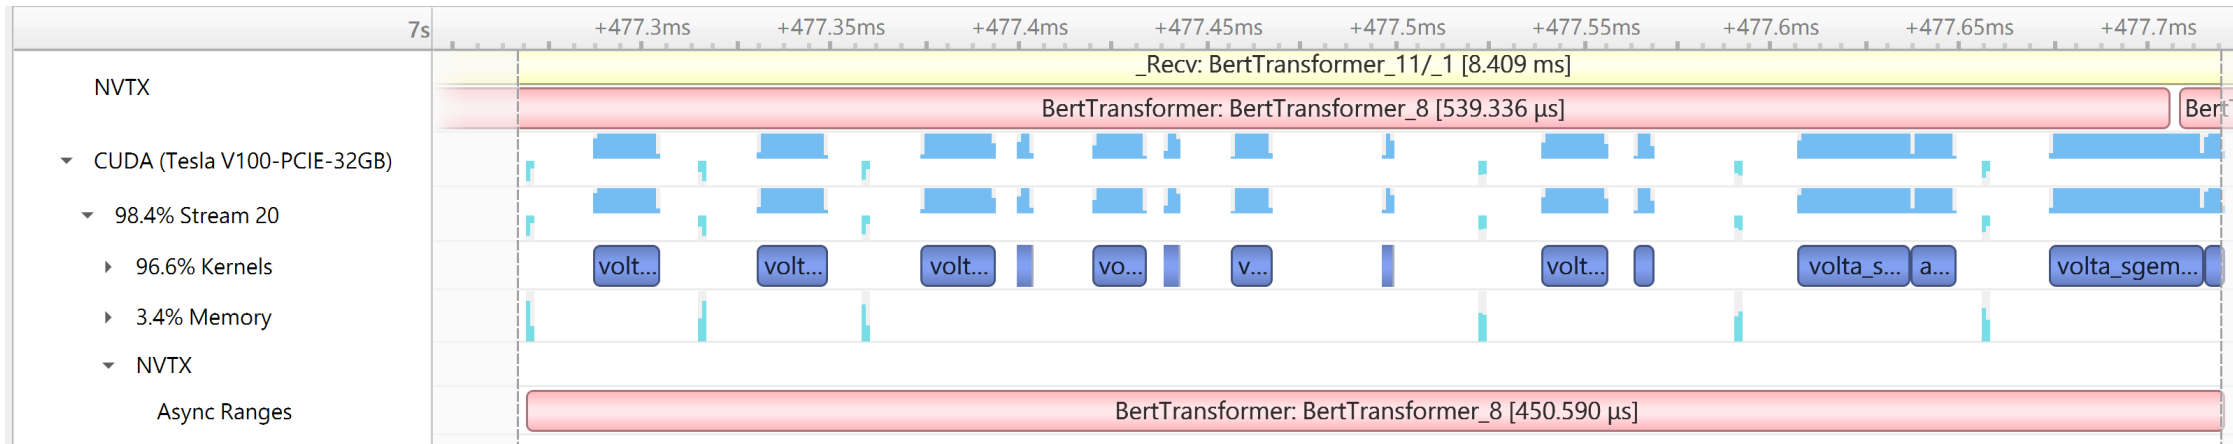 7s +477.3ms +477.35ms +477.4ms +477.45ms +477.5ms +477.55ms +477.6ms +477.65ms +477.7ms
_Recv: BertTransformer_11/_1 [8.409 ms]
NVTX
BertTransformer: BertTransformer_8 [539.336 µs] Bert
CUDA (Tesla V100-PCIE-32GB)
98.4% Stream 20
96.6% Kernels volt... volt... volt... vo... v... volt... volta_s... a... volta_sgem...
3.4% Memory
NVTX
Async Ranges BertTransformer: BertTransformer_8 [450.590 µs]